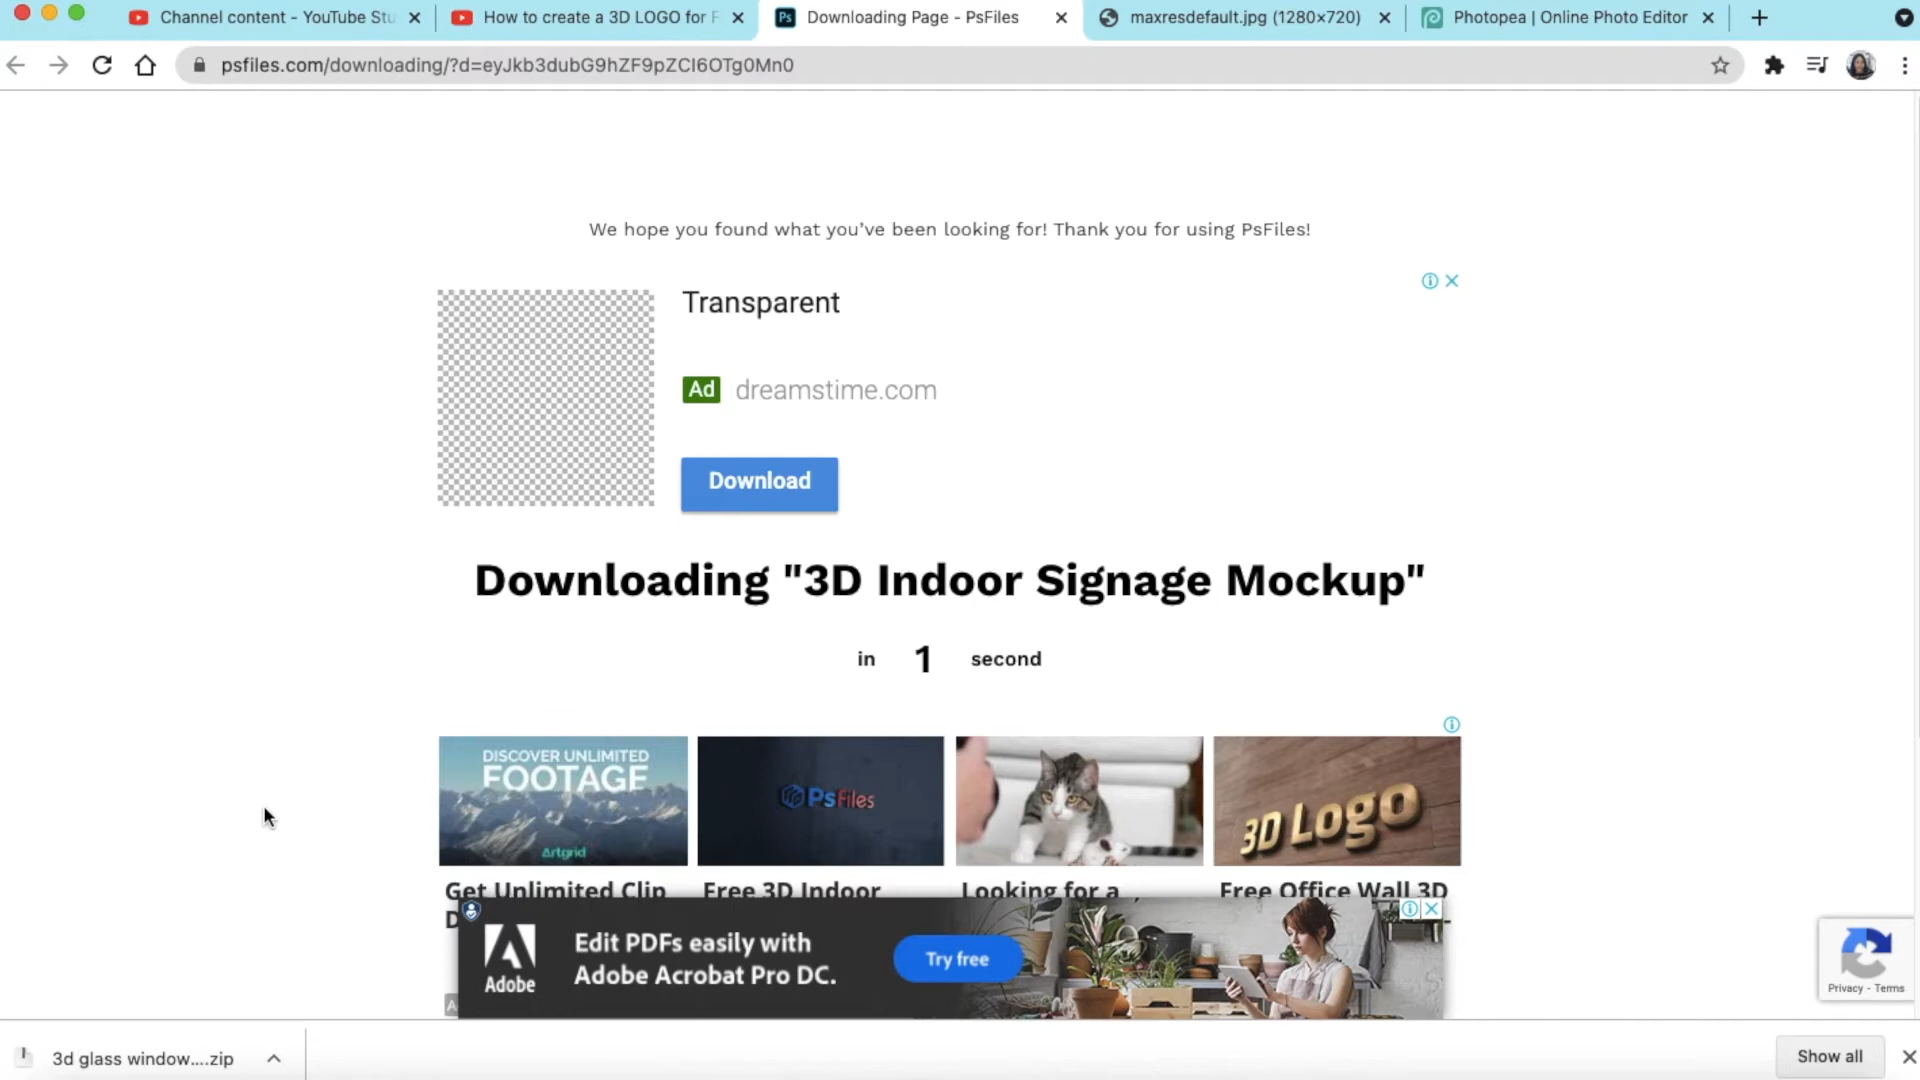 Channel content - YouTube Stu
How to create a 3D LOGO for F
Ps
Downloading Page - PsFiles
maxresdefault.jpg (1280×720)
Photopea | Online Photo Editor
psfiles.com/downloading/?d=eyJkb3dubG9hZF9pZCI6OTg0Mn0
We hope you found what you've been looking for! Thank you for using PsFiles!
Transparent
Ad dreamstime.com
Download
Downloading "3D Indoor Signage Mockup"
in 1 second
DISCOVER UNLIMITED
FOOTAGE
Artgrid
PsFiles
3D Logo
Get Unlimited Clip
Free 3D Indoor
Looking for a
Free Office Wall 3D
D
Adobe
Edit PDFs easily with
Adobe Acrobat Pro DC.
Try free
A
Privacy - Terms
3d glass window....zip
Show all